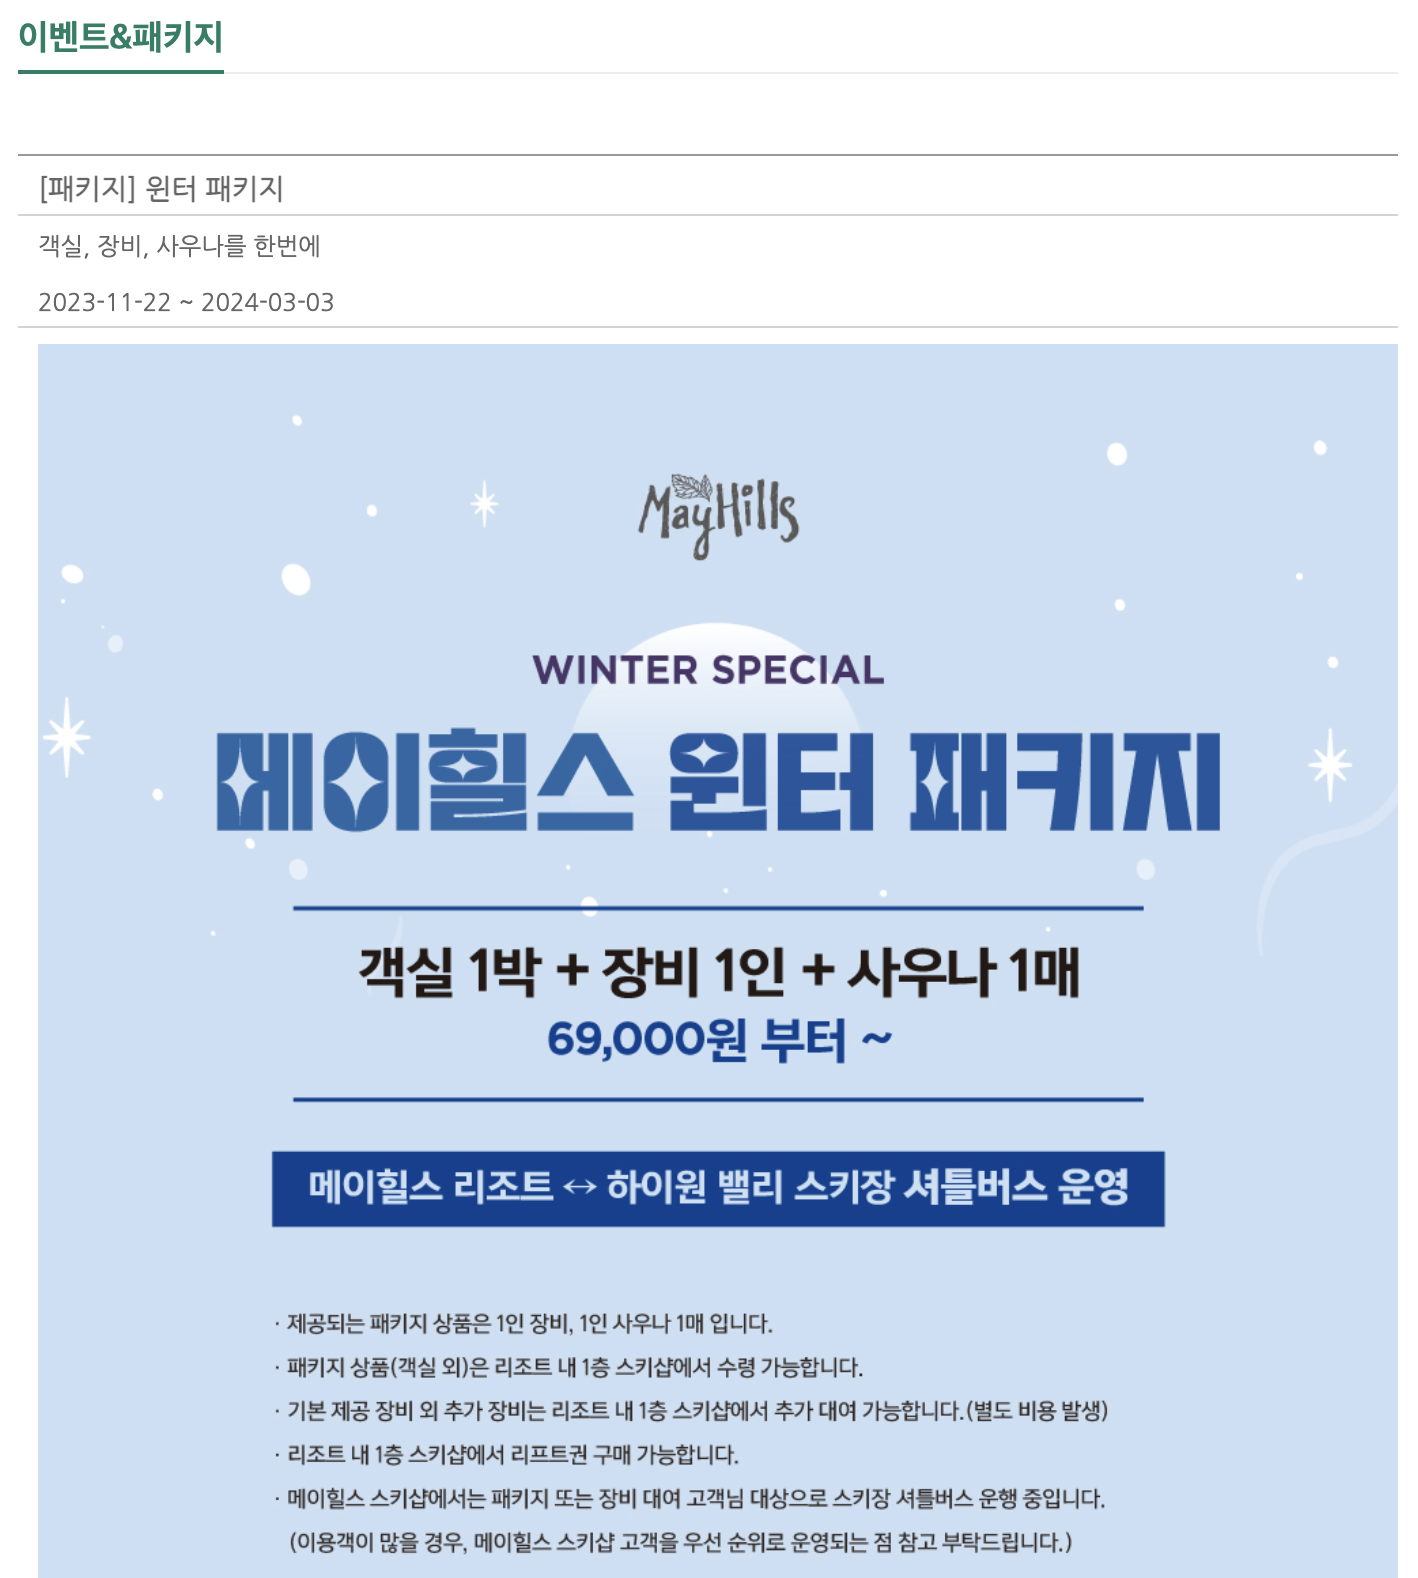 이벤트&패키지
[패키지] 윈터 패키지
객실, 장비, 사우나를 한번에
2023-11-22 ~ 2024-03-03
MayHills
WINTER SPECIAL
메이힐스 윈터 패키지
객실 1박 + 장비 1인 + 사우나 1매
69,000원 부터 ~
메이힐스 리조트 ↔ 하이원 밸리 스키장 셔틀버스 운영
· 제공되는 패키지 상품은 1인 장비, 1인 사우나 1매 입니다.
· 패키지 상품(객실 외)은 리조트 내 1층 스키샵에서 수령 가능합니다.
· 기본 제공 장비 외 추가 장비는 리조트 내 1층 스키샵에서 추가 대여 가능합니다.(별도 비용 발생)
· 리조트 내 1층 스키샵에서 리프트권 구매 가능합니다.
· 메이힐스 스키샵에서는 패키지 또는 장비 대여 고객님 대상으로 스키장 셔틀버스 운행 중입니다.
(이용객이 많을 경우, 메이힐스 스키샵 고객을 우선 순위로 운영되는 점 참고 부탁드립니다.)